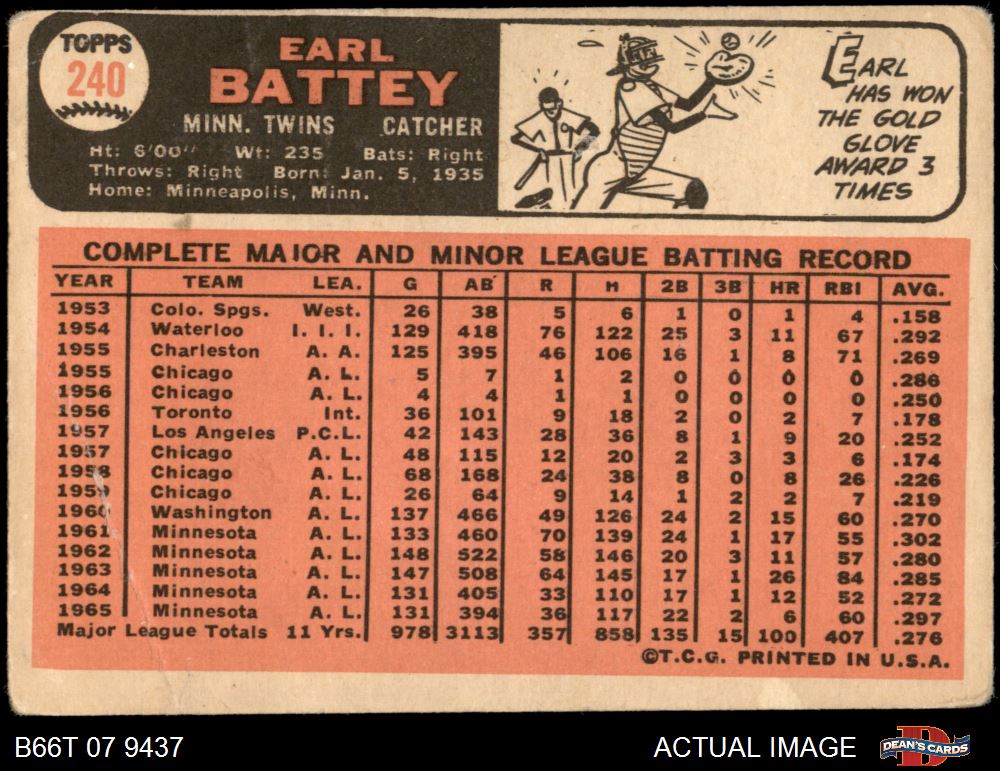 TOPPS
240
EARL
BATTEY
MINN. TWINS CATCHER
Ht: 6'00" Wt: 235 Bats: Right
Throws: Right Born: Jan. 5, 1935
Home: Minneapolis, Minn.
EARL
HAS WON
THE GOLD
GLOVE
AWARD 3
TIMES
COMPLETE MAJOR AND MINOR LEAGUE BATTING RECORD
YEAR TEAM LEA. G AB R H 2B 3B HR RBI AVG.
1953 Colo. Spgs. West. 26 38 5 6 1 0 1 4 .158
1954 Waterloo I. I. I. 129 418 76 122 25 3 11 67 .292
1955 Charleston A. A. 125 395 46 106 16 1 8 71 .269
1955 Chicago A. L. 5 7 1 2 0 0 0 0 .286
1956 Chicago A. L. 4 4 1 1 0 0 0 0 .250
1956 Toronto Int. 36 101 9 18 2 0 2 7 .178
1957 Los Angeles P.C.L. 42 143 28 36 8 1 9 20 .252
1957 Chicago A. L. 48 115 12 20 2 3 3 6 .174
1958 Chicago A. L. 68 168 24 38 8 0 8 26 .226
1959 Chicago A. L. 26 64 9 14 1 2 2 7 .219
1960 Washington A. L. 137 466 49 126 24 2 15 60 .270
1961 Minnesota A. L. 133 460 70 139 24 1 17 55 .302
1962 Minnesota A. L. 148 522 58 146 20 3 11 57 .280
1963 Minnesota A. L. 147 508 64 145 17 1 26 84 .285
1964 Minnesota A. L. 131 405 33 110 17 1 12 52 .272
1965 Minnesota A. L. 131 394 36 117 22 2 6 60 .297
Major League Totals 11 Yrs. 978 3113 357 858 135 15 100 407 .276
©T.C.G. PRINTED IN U.S.A.
B66T 07 9437 ACTUAL IMAGE DEAN'S CARDS